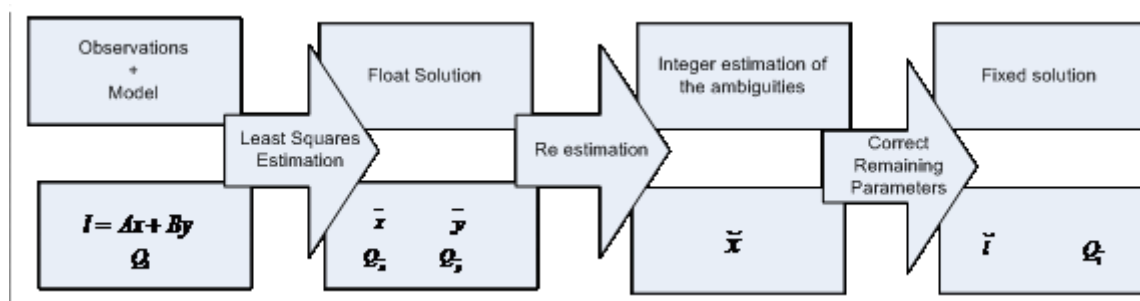 Observations
+
Model
Float Solution
Integer estimation of
the ambiguities
Fixed solution
Least Squares
Estimation
Re estimation
Correct
Remaining
Parameters
l = Ax + By
x̄ ȳ
x̆